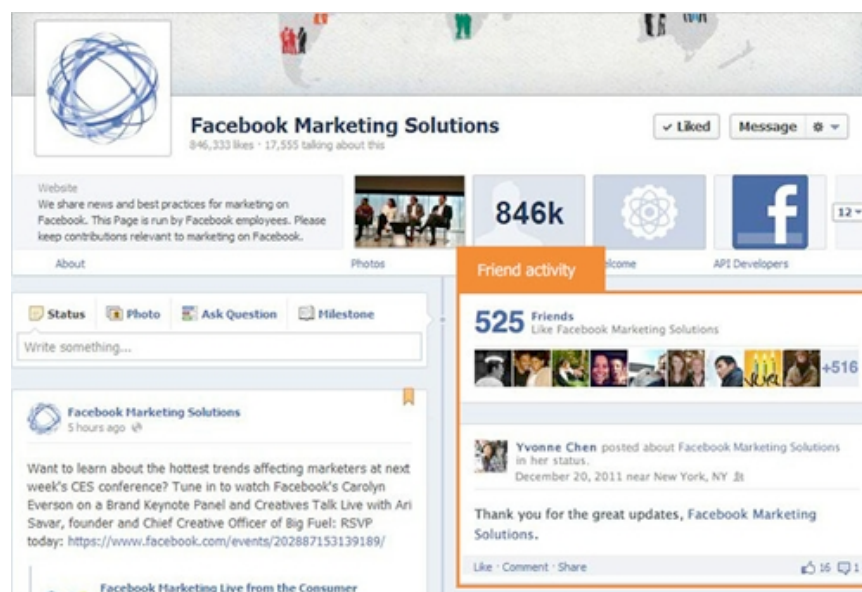 Facebook Marketing Solutions
846,333 likes · 17,555 talking about this
Liked
Message
Website
We share news and best practices for marketing on
Facebook. This Page is run by Facebook employees. Please
keep contributions relevant to marketing on Facebook.
About
Photos
846k
f
12
API Developers
Friend activity
Status
Photo
Ask Question
Milestone
Write something...
Facebook Marketing Solutions
5 hours ago
Want to learn about the hottest trends affecting marketers at next
week's CES conference? Tune in to watch Facebook's Carolyn
Everson on a Brand Keynote Panel and Creatives Talk Live with Ari
Savar, founder and Chief Creative Officer of Big Fuel: RSVP
today: https://www.facebook.com/events/202887153139189/
Facebook Marketing Live from the Consumer
525 Friends
Like Facebook Marketing Solutions
+516
Yvonne Chen posted about Facebook Marketing Solutions
in her status.
December 20, 2011 near New York, NY
Thank you for the great updates, Facebook Marketing
Solutions.
Like · Comment · Share
16
1